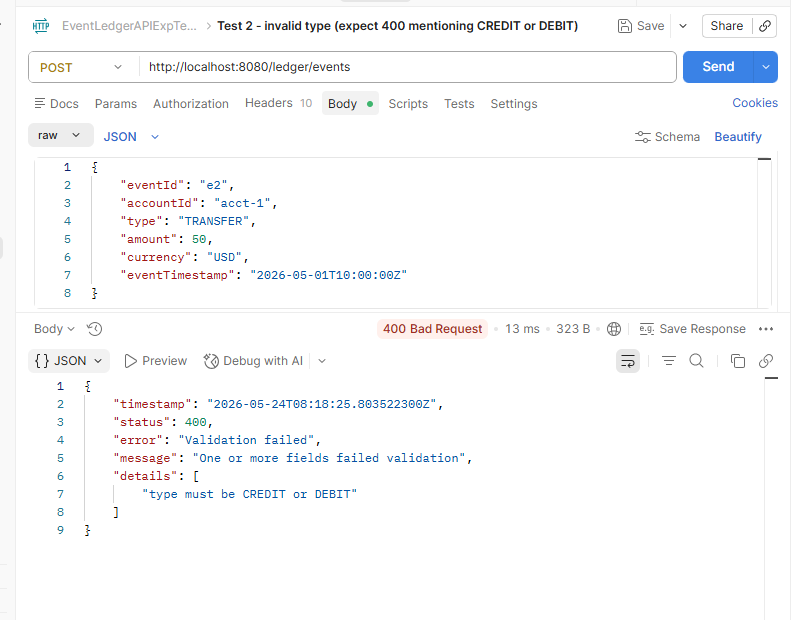 HTTP EventLedgerAPIExpTe... > Test 2 - invalid type (expect 400 mentioning CREDIT or DEBIT) Save Share
POST http://localhost:8080/ledger/events Send
Docs Params Authorization Headers 10 Body Scripts Tests Settings Cookies
raw JSON Schema Beautify
1 {
2 "eventId": "e2",
3 "accountId": "acct-1",
4 "type": "TRANSFER",
5 "amount": 50,
6 "currency": "USD",
7 "eventTimestamp": "2026-05-01T10:00:00Z"
8 }
Body 400 Bad Request • 13 ms • 323 B • e.g. Save Response •••
{} JSON Preview Debug with AI
1 {
2 "timestamp": "2026-05-24T08:18:25.803522300Z",
3 "status": 400,
4 "error": "Validation failed",
5 "message": "One or more fields failed validation",
6 "details": [
7 "type must be CREDIT or DEBIT"
8 ]
9 }